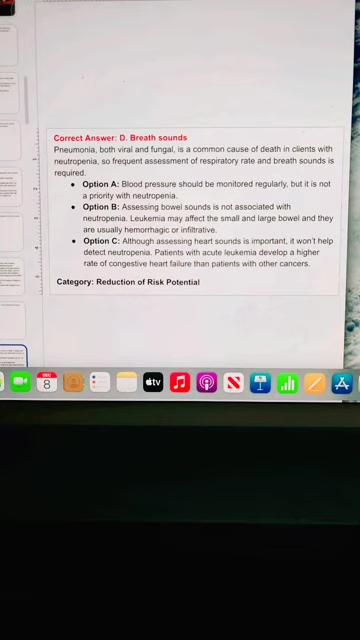 Correct Answer: D. Breath sounds
Pneumonia, both viral and fungal, is a common cause of death in clients with
neutropenia, so frequent assessment of respiratory rate and breath sounds is
required.
• Option A: Blood pressure should be monitored regularly, but it is not
a priority with neutropenia.
• Option B: Assessing bowel sounds is not associated with
neutropenia. Leukemia may affect the small and large bowel and they
are usually hemorrhagic or infiltrative.
• Option C: Although assessing heart sounds is important, it won't help
detect neutropenia. Patients with acute leukemia develop a higher
rate of congestive heart failure than patients with other cancers.
Category: Reduction of Risk Potential
8
tv